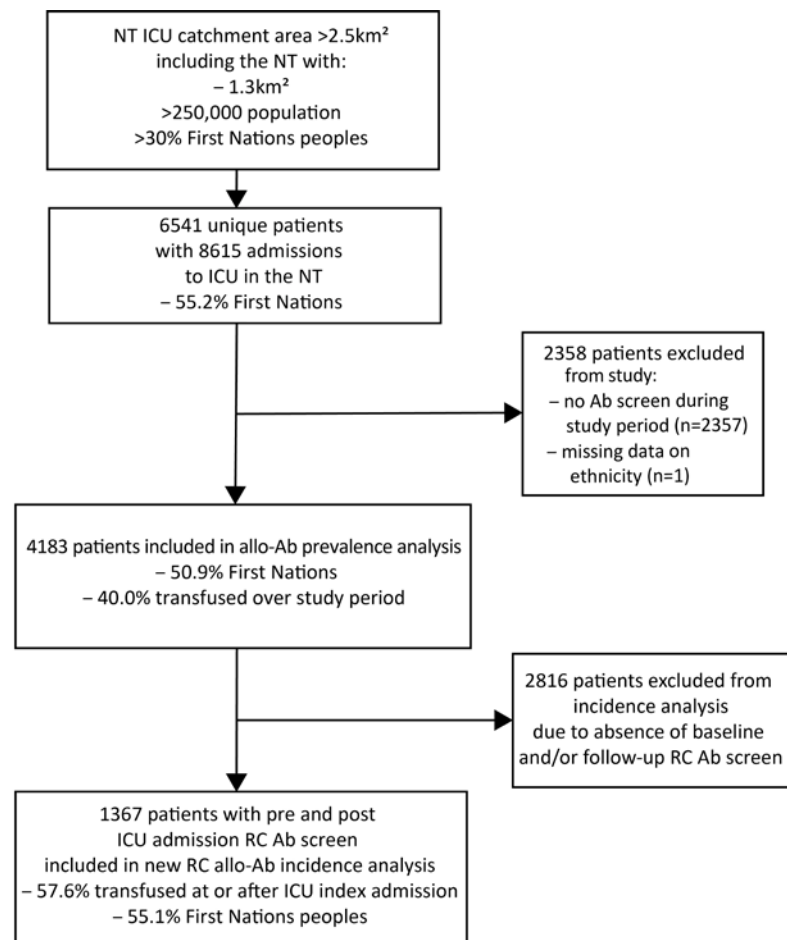 NT ICU catchment area >2.5km²
including the NT with:
– 1.3km²
>250,000 population
>30% First Nations peoples
6541 unique patients
with 8615 admissions
to ICU in the NT
– 55.2% First Nations
2358 patients excluded
from study:
– no Ab screen during
study period (n=2357)
– missing data on
ethnicity (n=1)
4183 patients included in allo-Ab prevalence analysis
– 50.9% First Nations
– 40.0% transfused over study period
2816 patients excluded from
incidence analysis
due to absence of baseline
and/or follow-up RC Ab screen
1367 patients with pre and post
ICU admission RC Ab screen
included in new RC allo-Ab incidence analysis
– 57.6% transfused at or after ICU index admission
– 55.1% First Nations peoples